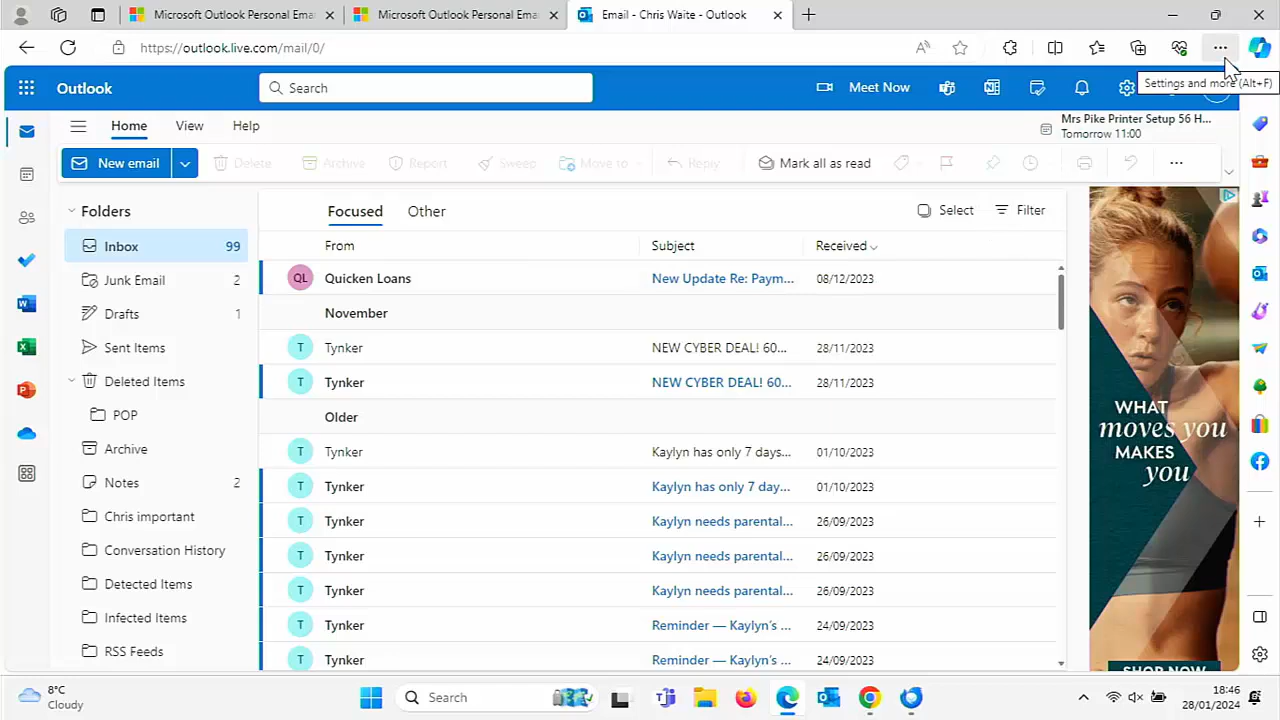 Microsoft Outlook Personal Ema
Microsoft Outlook Personal Ema
Email - Chris Waite - Outlook
https://outlook.live.com/mail/0/
Settings and more (Alt+F)
Outlook
Search
Meet Now
Home
View
Help
Mrs Pike Printer Setup 56 H...
Tomorrow 11:00
New email
Delete
Archive
Report
Sweep
Move to
Reply
Mark all as read
Folders
Focused
Other
Select
Filter
Inbox 99
From Subject Received
Junk Email 2
Quicken Loans New Update Re: Paym... 08/12/2023
Drafts 1
November
Sent Items
Tynker NEW CYBER DEAL! 60... 28/11/2023
Deleted Items
Tynker NEW CYBER DEAL! 60... 28/11/2023
POP
Older
Archive
Tynker Kaylyn has only 7 days... 01/10/2023
Notes 2
Tynker Kaylyn has only 7 day... 01/10/2023
Chris important
Tynker Kaylyn needs parental... 26/09/2023
Conversation History
Tynker Kaylyn needs parental... 26/09/2023
Detected Items
Tynker Kaylyn needs parental... 26/09/2023
Infected Items
Tynker Reminder — Kaylyn's ... 24/09/2023
RSS Feeds
Tynker Reminder — Kaylyn's ... 24/09/2023
WHAT
moves you
MAKES
you
SHOP NOW
8°C
Cloudy
Search
18:46
28/01/2024